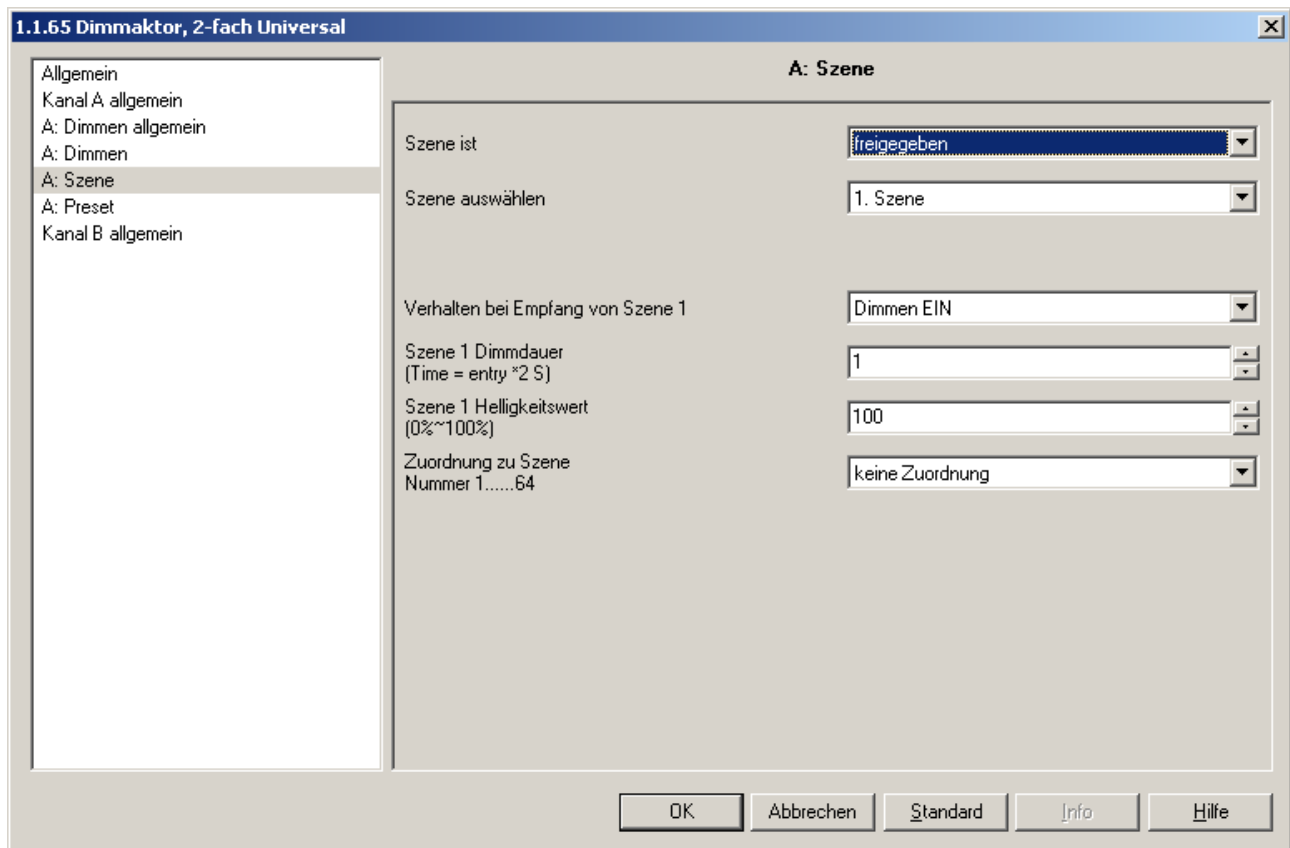 1.1.65 Dimmaktor, 2-fach Universal
Allgemein
Kanal A allgemein
A: Dimmen allgemein
A: Dimmen
A: Szene
A: Preset
Kanal B allgemein
A: Szene
Szene ist
freigegeben
Szene auswählen
1. Szene
Verhalten bei Empfang von Szene 1
Dimmen EIN
Szene 1 Dimmdauer
(Time = entry *2 S)
1
Szene 1 Helligkeitswert
(0%~100%)
100
Zuordnung zu Szene
Nummer 1......64
keine Zuordnung
OK
Abbrechen
Standard
Info
Hilfe